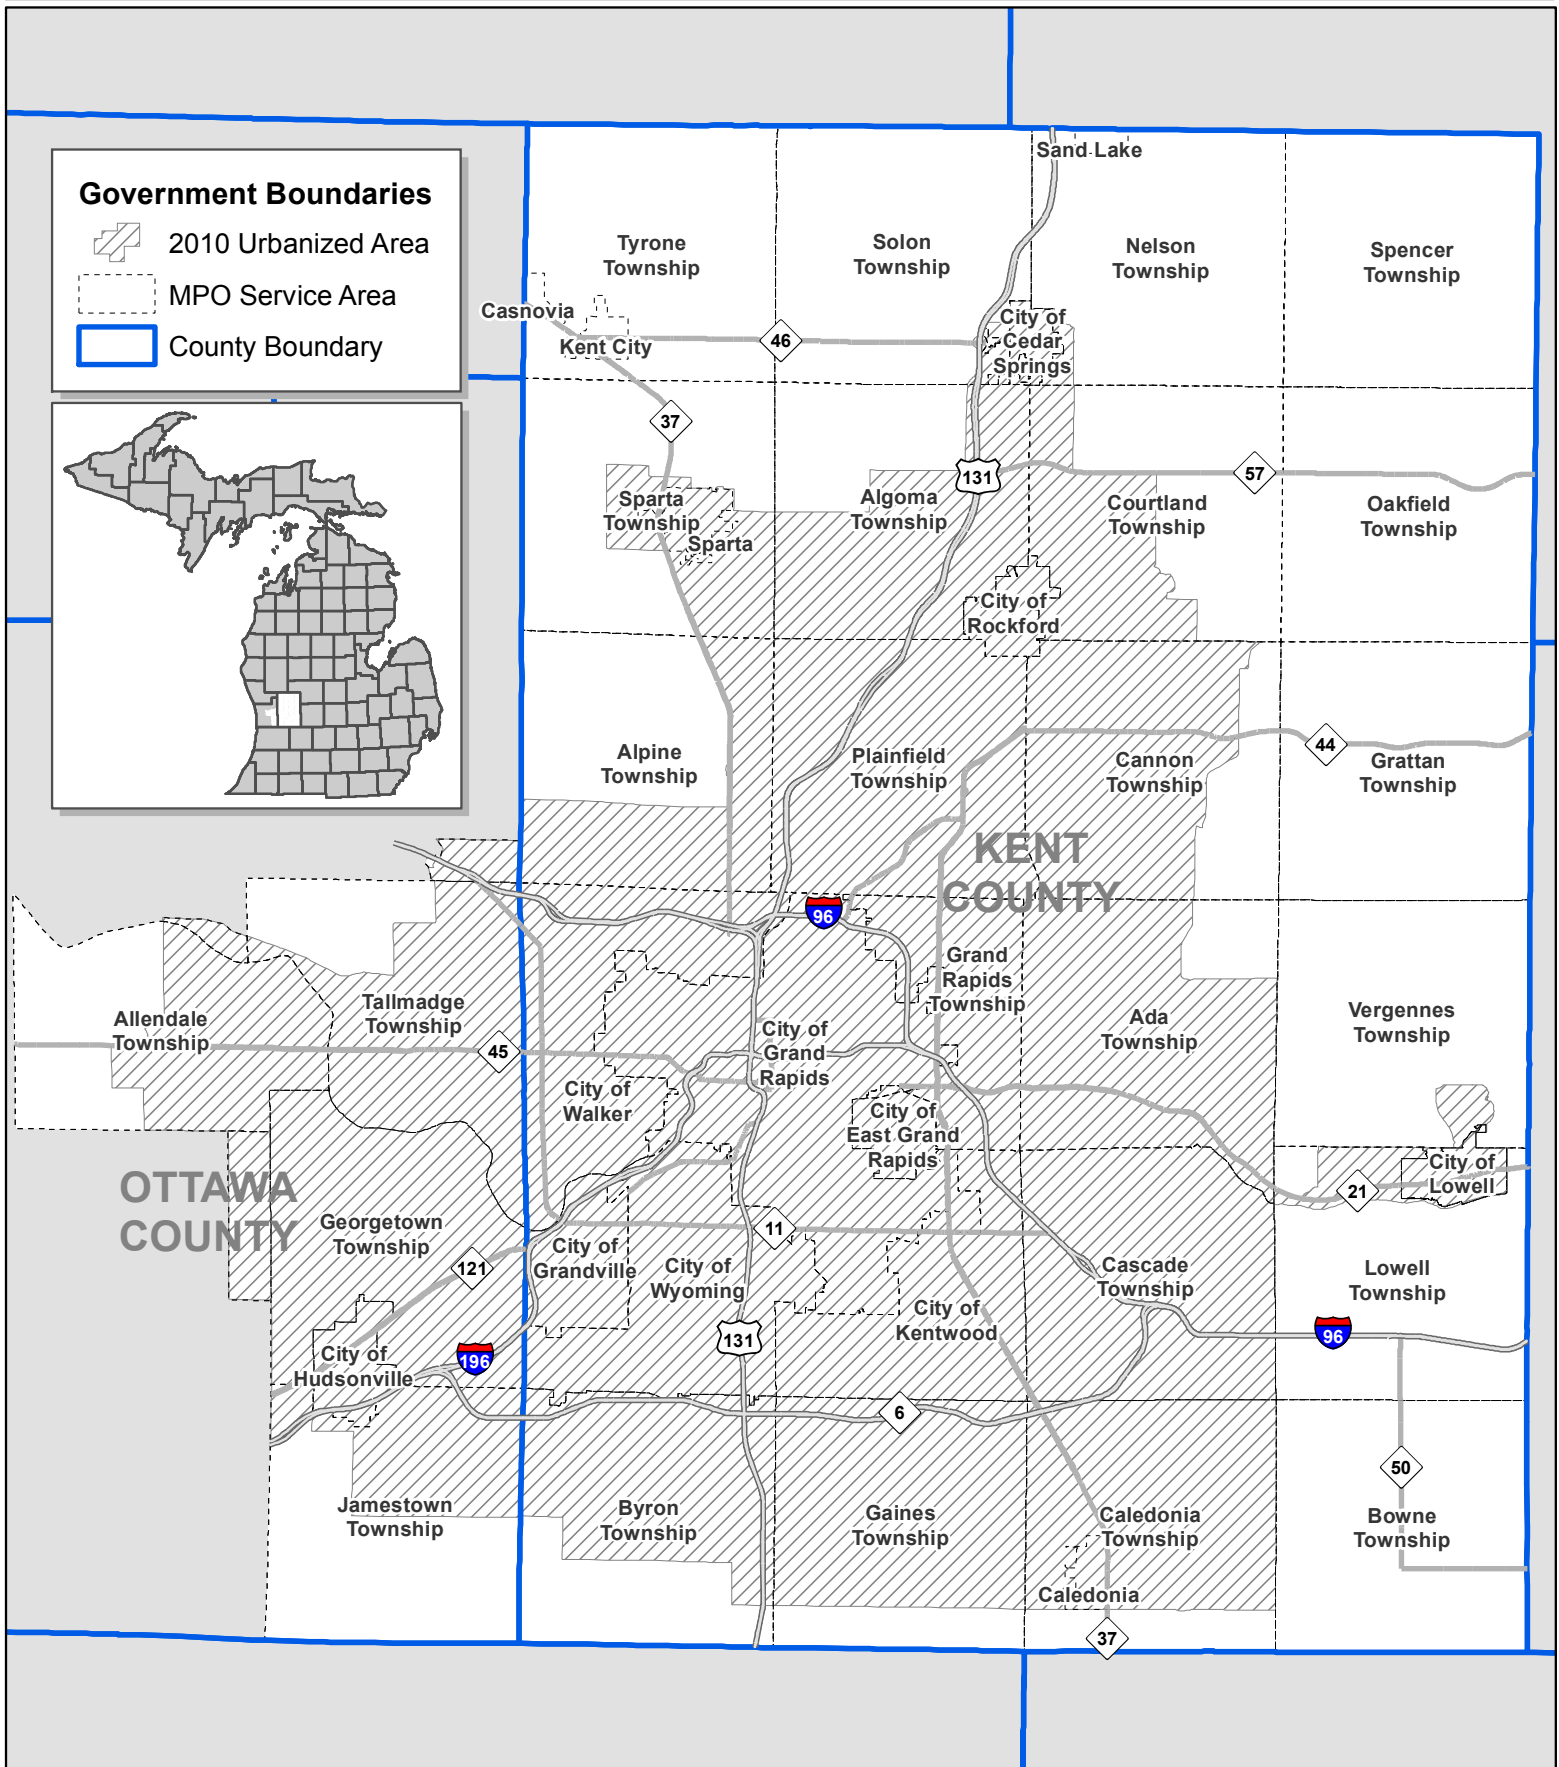 Government Boundaries
2010 Urbanized Area
MPO Service Area
County Boundary
Sand Lake
Tyrone
Township
Solon
Township
Nelson
Township
Spencer
Township
Casnovia
Kent City
46
City of
Cedar
Springs
37
131
57
Sparta
Township
Sparta
Algoma
Township
Courtland
Township
Oakfield
Township
City of
Rockford
Alpine
Township
Plainfield
Township
Cannon
Township
44
Grattan
Township
KENT
COUNTY
96
Grand
Rapids
Township
Allendale
Township
Tallmadge
Township
45
City of
Grand
Rapids
Ada
Township
Vergennes
Township
City of
Walker
City of
East Grand
Rapids
OTTAWA
COUNTY
City of
Lowell
21
Georgetown
Township
121
11
City of
Grandville
City of
Wyoming
Cascade
Township
Lowell
Township
City of
Kentwood
131
96
196
City of
Hudsonville
6
50
Jamestown
Township
Byron
Township
Gaines
Township
Caledonia
Township
Bowne
Township
Caledonia
37